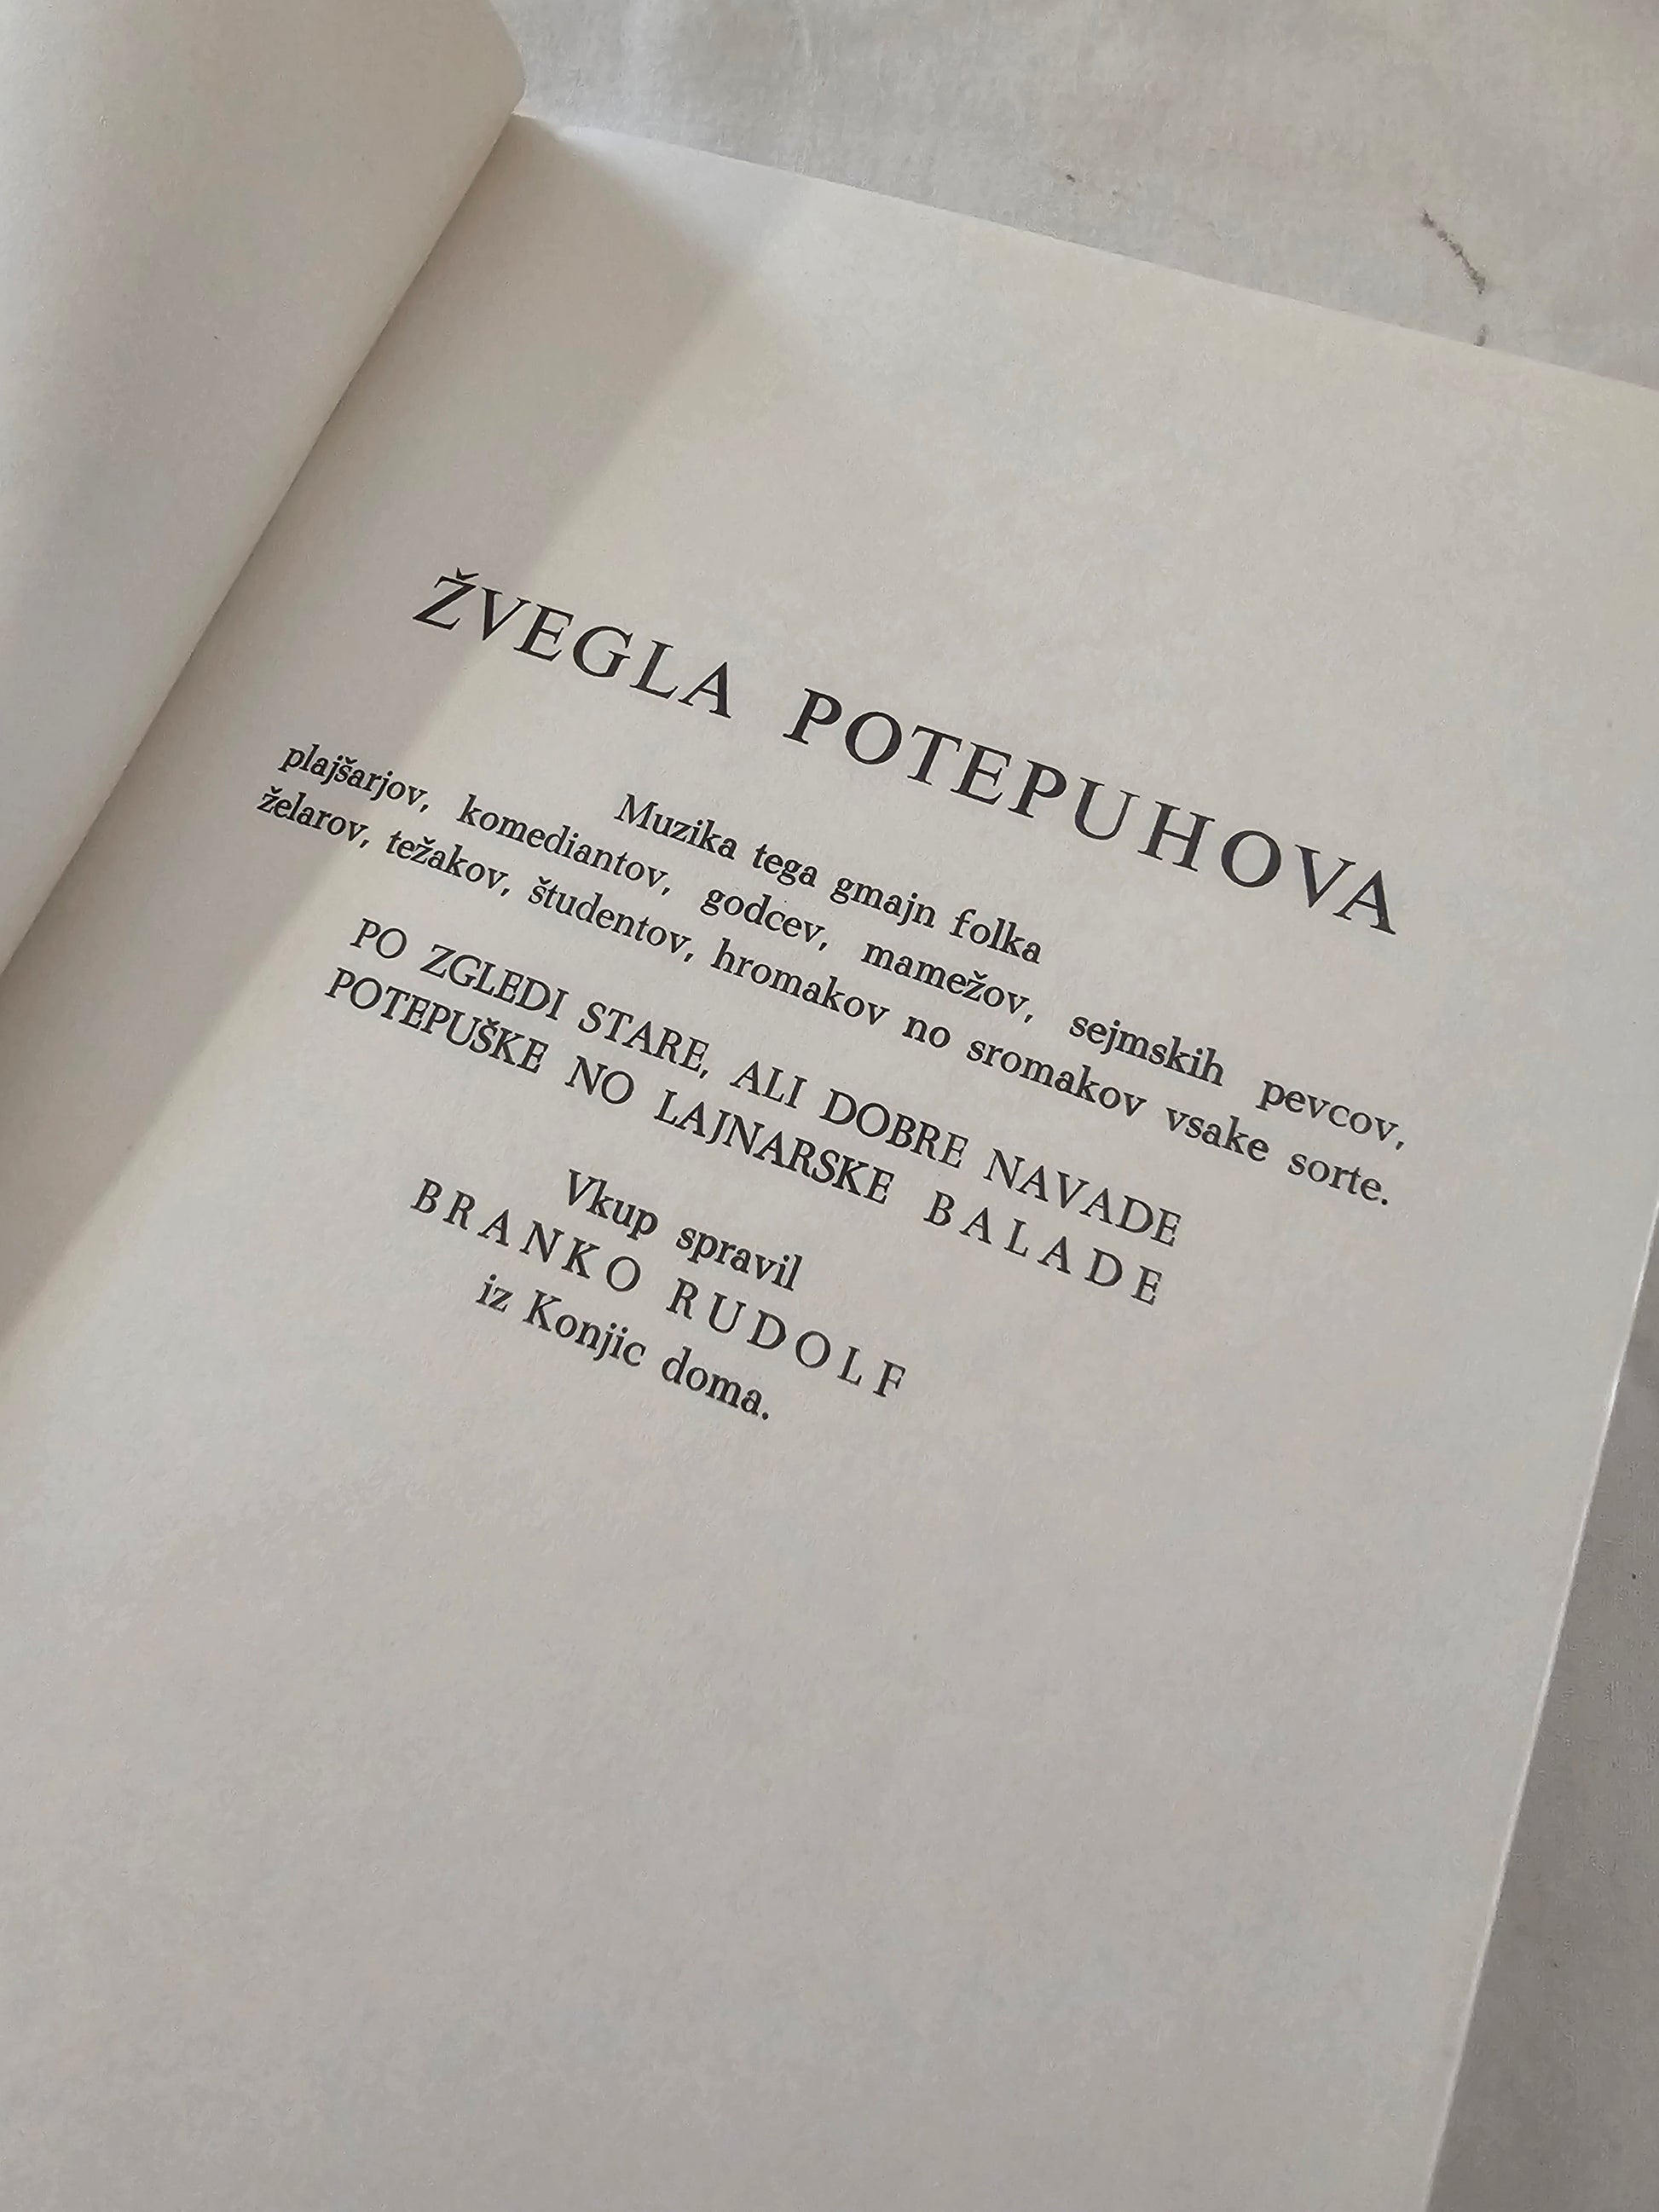 ŽVEGLA POTEPUHOVA
Muzika tega gmajn folka
plajšarjov, komediantov, godcev, mamežov, sejmskih pevcov,
želarov, težakov, študentov, hromakov no sromakov vsake sorte.
PO ZGLEDI STARE, ALI DOBRE NAVADE
POTEPUŠKE NO LAJNARSKE BALADE
Vkup spravil
BRANKO RUDOLF
iz Konjic doma.